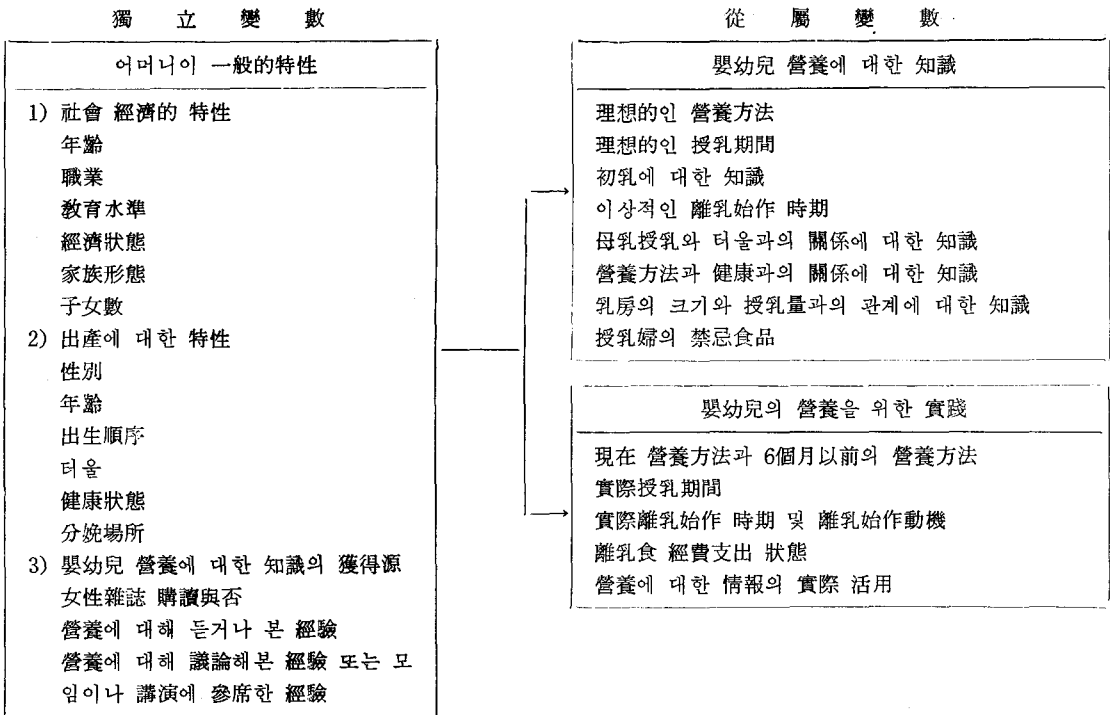 獨立變數
어머니이 一般的特性
1) 社會 經濟的 特性
年齡
職業
敎育水準
經濟狀態
家族形態
子女數
2) 出產에 대한 特性
性別
年齡
出生順序
터울
健康狀態
分娩場所
3) 嬰幼兒 營養에 대한 知識의 獲得源
女性雜誌 購讀與否
營養에 대해 듣거나 본 經驗
營養에 대해 議論해본 經驗 또는 모
임이나 講演에 參席한 經驗
從屬變數
嬰幼兒 營養에 대한 知識
理想的인 營養方法
理想的인 授乳期間
初乳에 대한 知識
이상적인 離乳始作 時期
母乳授乳와 터울과의 關係에 대한 知識
營養方法과 健康과의 關係에 대한 知識
乳房의 크기와 授乳量과의 관계에 대한 知識
授乳婦의 禁忌食品
嬰幼兒의 營養을 위한 實踐
現在 營養方法과 6個月以前의 營養方法
實際授乳期間
實際離乳始作 時期 및 離乳始作動機
離乳食 經費支出 狀態
營養에 대한 情報의 實際 活用